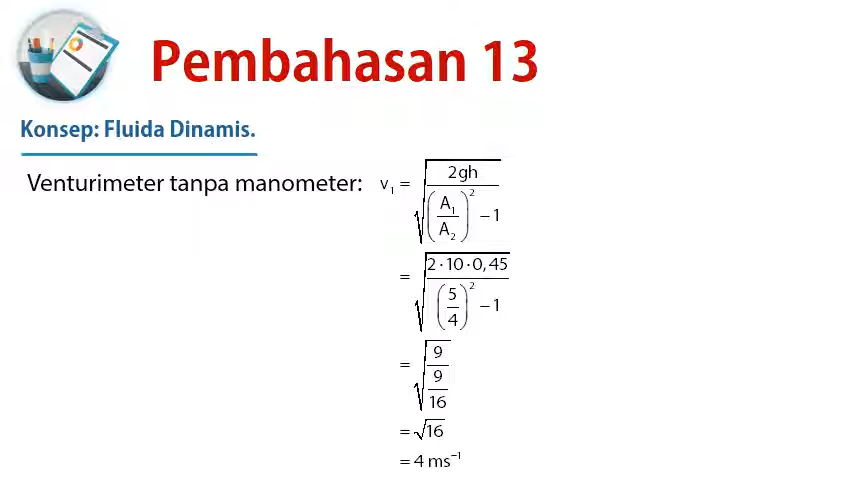 Pembahasan 13
Konsep: Fluida Dinamis.
Venturimeter tanpa manometer: v₁ = √(2gh / ((A₁/A₂)² – 1))
= √(2 · 10 · 0,45 / ((5/4)² – 1))
= √(9 / (9/16))
= √16
= 4 ms⁻¹